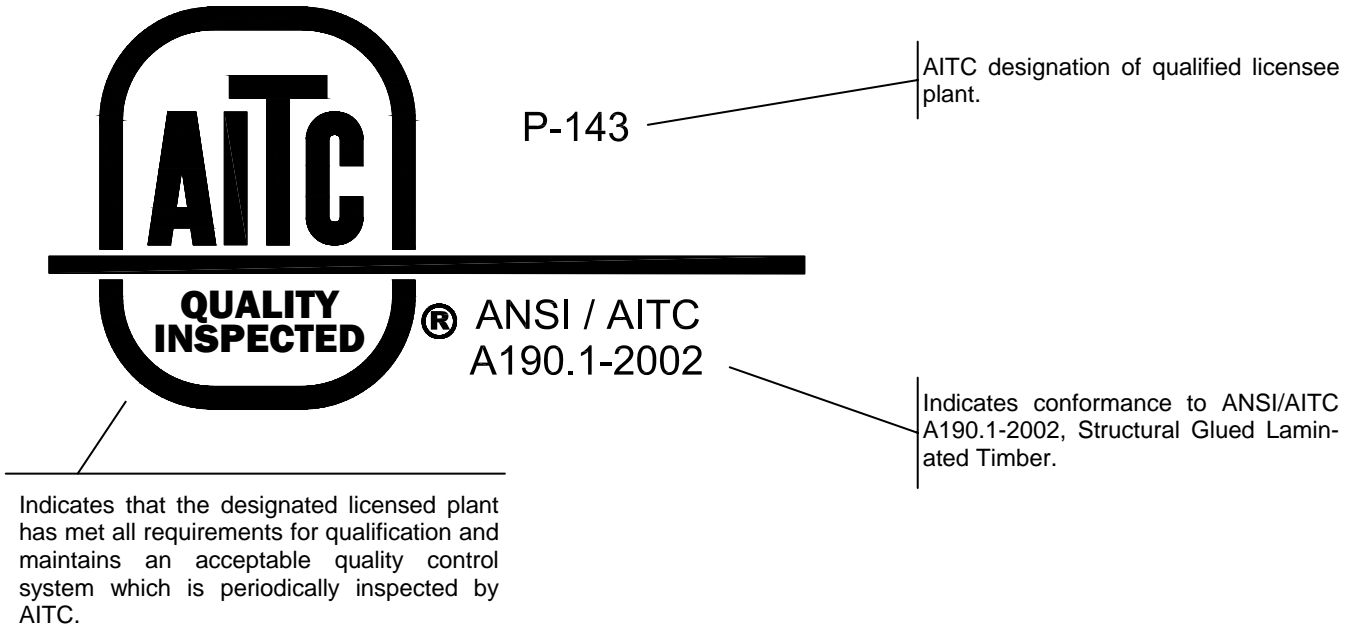 AITC
QUALITY
INSPECTED
®
P-143
ANSI / AITC
A190.1-2002
AITC designation of qualified licensee
plant.
Indicates conformance to ANSI/AITC
A190.1-2002, Structural Glued Lamin-
ated Timber.
Indicates that the designated licensed plant
has met all requirements for qualification and
maintains an acceptable quality control
system which is periodically inspected by
AITC.